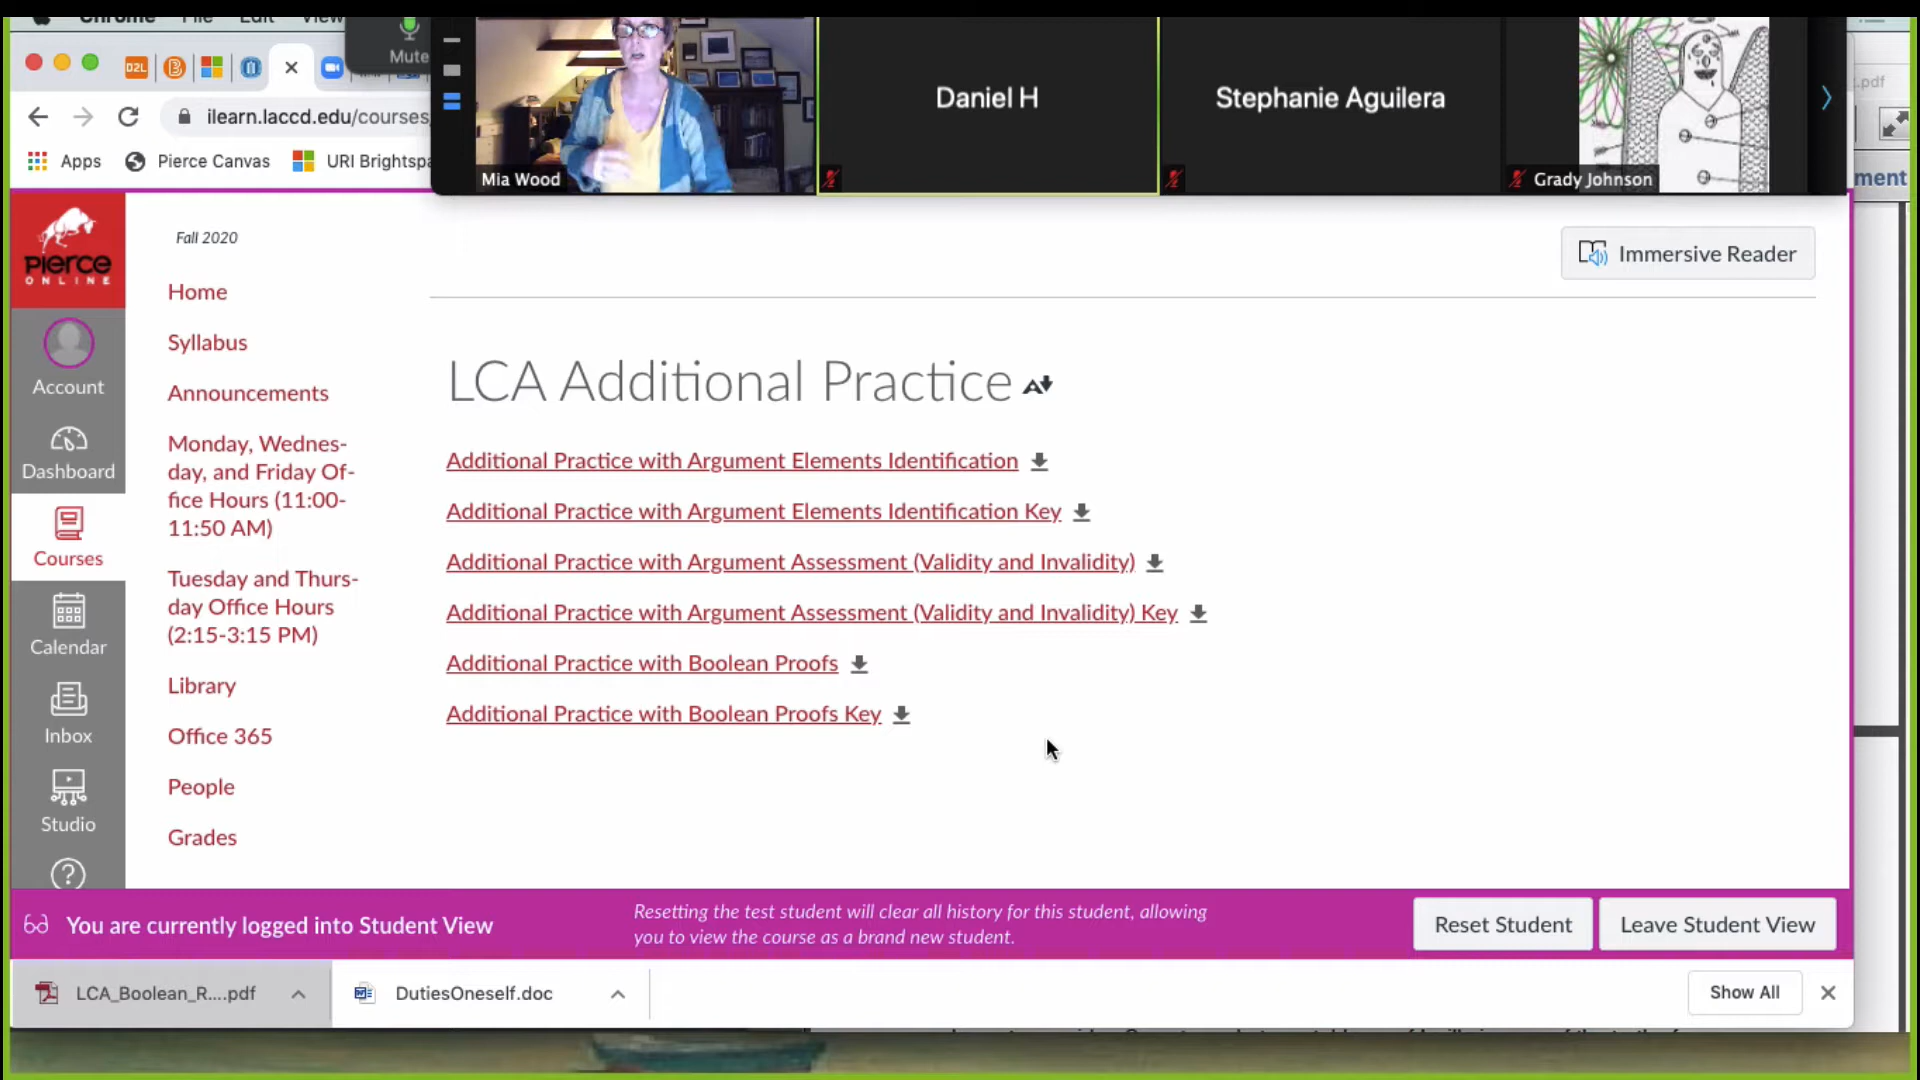 Chrome File Edit View
Mute
Mia Wood
Daniel H
Stephanie Aguilera
Grady Johnson
D2L
ilearn.laccd.edu/courses
.pdf
Apps
Pierce Canvas
URI Brightspa
ment
PIERCE
ONLINE
Fall 2020
Immersive Reader
Home
Syllabus
Announcements
Monday, Wednes-
day, and Friday Of-
fice Hours (11:00-
11:50 AM)
Tuesday and Thurs-
day Office Hours
(2:15-3:15 PM)
Library
Office 365
People
Grades
Account
Dashboard
Courses
Calendar
Inbox
Studio
LCA Additional Practice
Additional Practice with Argument Elements Identification
Additional Practice with Argument Elements Identification Key
Additional Practice with Argument Assessment (Validity and Invalidity)
Additional Practice with Argument Assessment (Validity and Invalidity) Key
Additional Practice with Boolean Proofs
Additional Practice with Boolean Proofs Key
You are currently logged into Student View
Resetting the test student will clear all history for this student, allowing
you to view the course as a brand new student.
Reset Student
Leave Student View
LCA_Boolean_R....pdf
DutiesOneself.doc
Show All